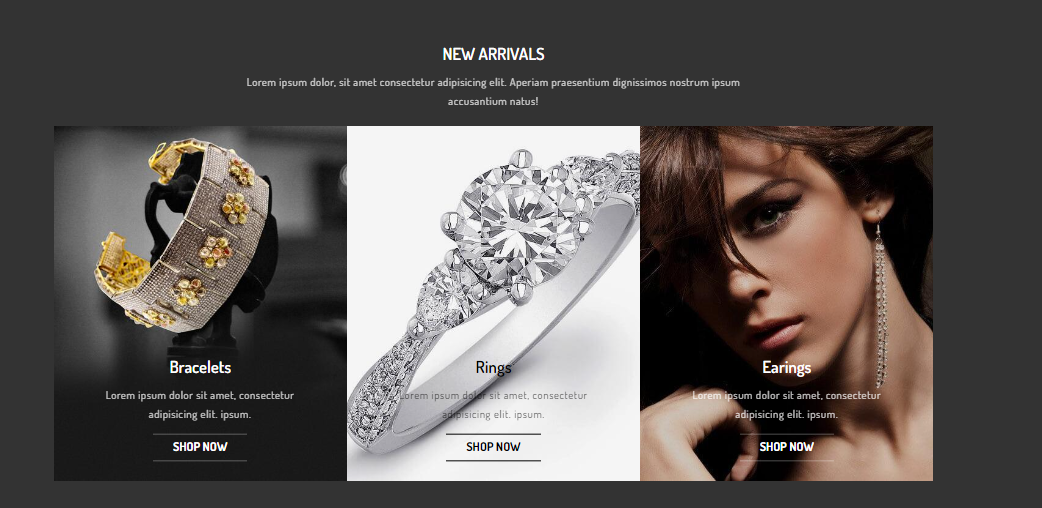 NEW ARRIVALS
Lorem ipsum dolor, sit amet consectetur adipisicing elit. Aperiam praesentium dignissimos nostrum ipsum
accusantium natus!
Bracelets
Lorem ipsum dolor sit amet, consectetur
adipisicing elit. ipsum.
SHOP NOW
Rings
Lorem ipsum dolor sit amet, consectetur
adipisicing elit. ipsum.
SHOP NOW
Earings
Lorem ipsum dolor sit amet, consectetur
adipisicing elit. ipsum.
SHOP NOW